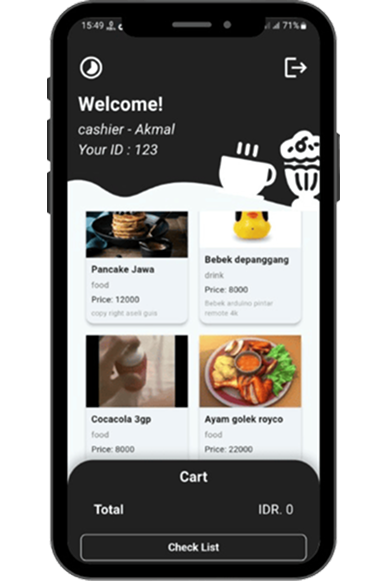 15:49
71%
Welcome!
cashier - Akmal
Your ID : 123
Pancake Jawa
food
Price: 12000
copy right aseli guia
Bebek depanggang
drink
Price: 8000
Bebek arduino pintar
remote 4k
Cocacola 3gp
food
Price: 8000
Ayam golek royco
food
Price: 22000
Cart
Total IDR. 0
Check List